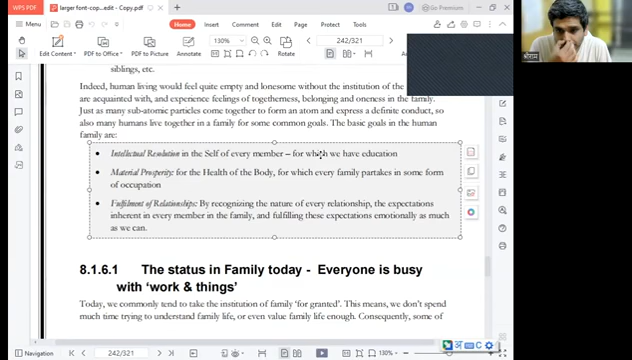 WPS PDF
larger font-cop...edit - Copy.pdf
Go Premium
Menu
Home
Insert
Comment
Edit
Pages
Protect
Tools
Edit Content
PDF to Office
PDF to Picture
Annotate
130%
Rotate
242/321
siblings, etc.
Indeed, human living would feel quite empty and lonesome without the institution of the
are acquainted with, and experience feelings of togetherness, belonging and oneness in the family.
Just as many sub-atomic particles come together to form an atom and express a definite conduct, so
also many humans live together in a family for some common goals. The basic goals in the human
family are:
• Intellectual Resolution in the Self of every member – for which we have education
• Material Prosperity: for the Health of the Body, for which every family partakes in some form
of occupation
• Fulfilment of Relationships: By recognizing the nature of every relationship, the expectations
inherent in every member in the family, and fulfilling these expectations emotionally as much
as we can.
8.1.6.1 The status in Family today - Everyone is busy
with ‘work & things’
Today, we commonly tend to take the institution of family ‘for granted’. This means, we don’t spend
much time trying to understand family life, or even value family life enough. Consequently, some of
Navigation
242/321
130%
श्रीराम